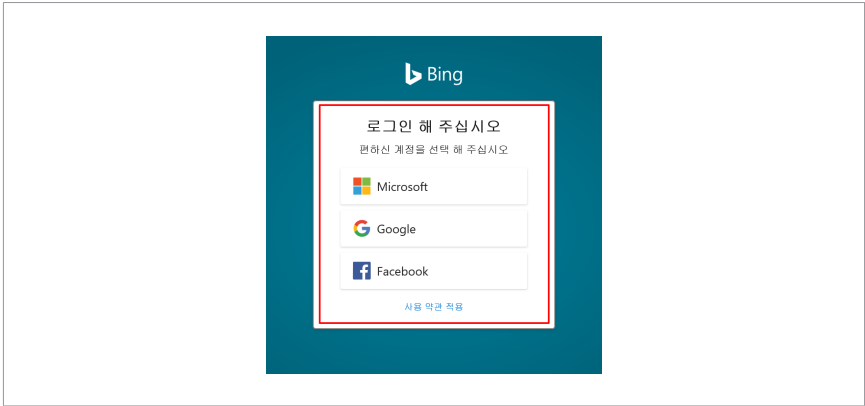 Bing
로그인 해 주십시오
편하신 계정을 선택 해 주십시오
Microsoft
Google
Facebook
사용 약관 적용